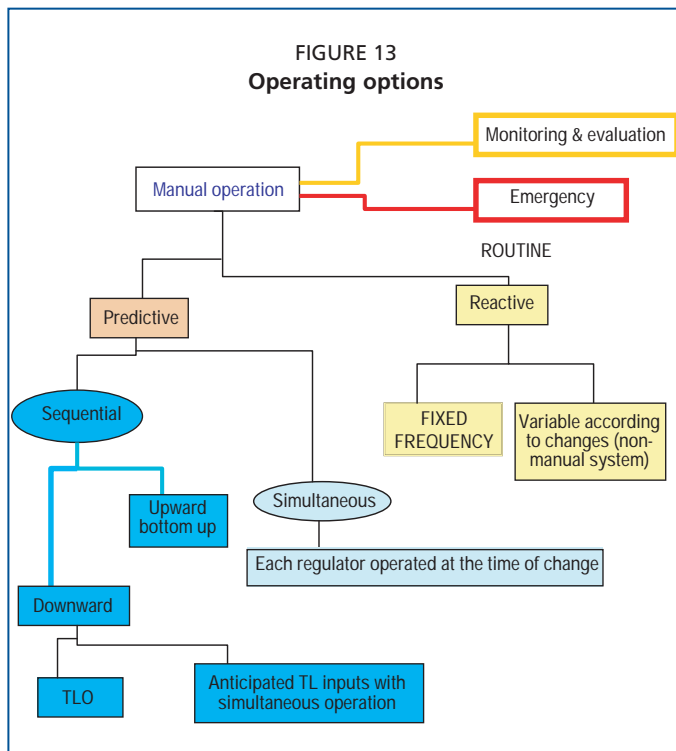 FIGURE 13
Operating options
Monitoring & evaluation
Manual operation
Emergency
ROUTINE
Predictive
Reactive
Sequential
FIXED
FREQUENCY
Variable according
to changes (non-
manual system)
Upward
bottom up
Simultaneous
Each regulator operated at the time of change
Downward
TLO
Anticipated TL inputs with
simultaneous operation